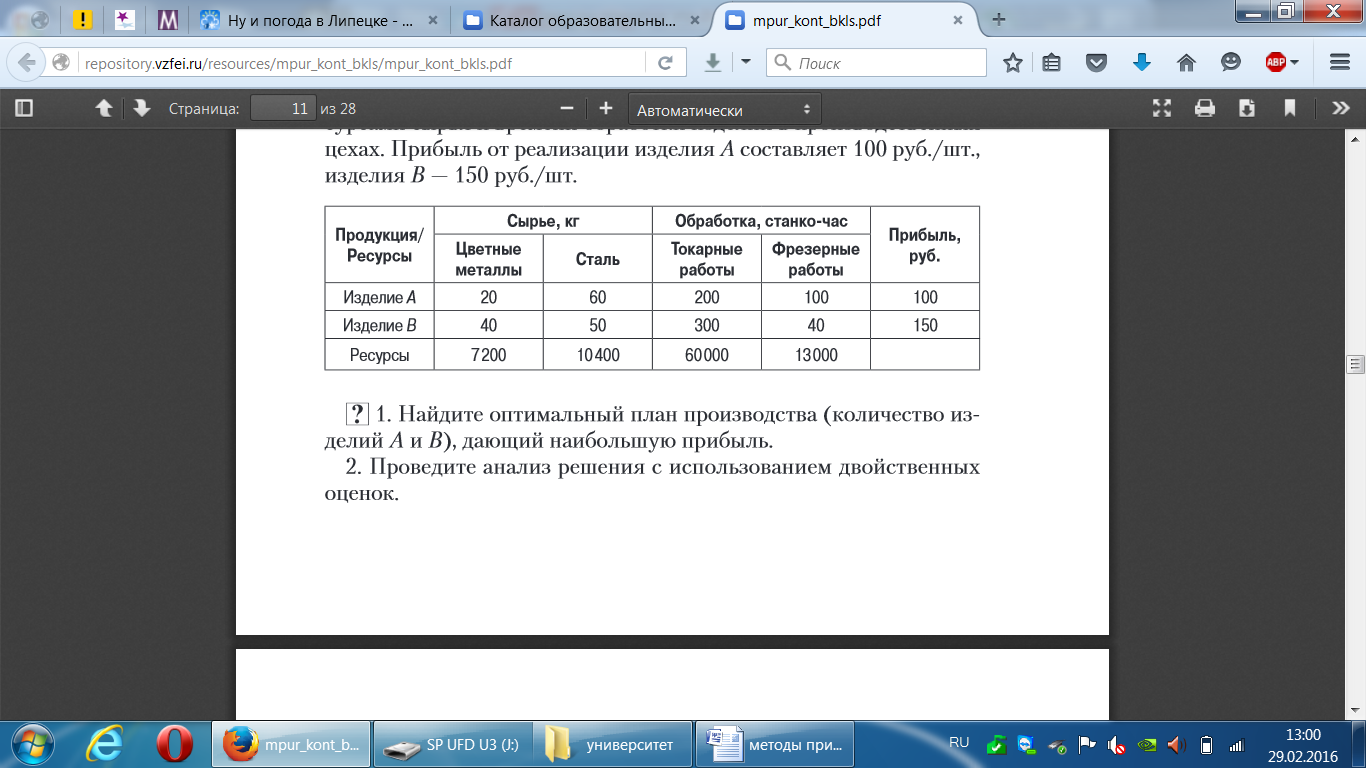 Ну и погода в Липецке - ...
Каталог образовательны...
mpur_kont_bkls.pdf
repository.vzfei.ru/resources/mpur_kont_bkls/mpur_kont_bkls.pdf
Поиск
ABP
Страница: 11 из 28
Автоматически
цехах. Прибыль от реализации изделия A составляет 100 руб./шт.,
изделия B — 150 руб./шт.
Продукция/ Ресурсы
Сырье, кг
Обработка, станко-час
Прибыль, руб.
Цветные металлы
Сталь
Токарные работы
Фрезерные работы
Изделие A 20 60 200 100 100
Изделие B 40 50 300 40 150
Ресурсы 7200 10400 60000 13000
? 1. Найдите оптимальный план производства (количество из-
делий A и B), дающий наибольшую прибыль.
2. Проведите анализ решения с использованием двойственных
оценок.
mpur_kont_b...
SP UFD U3 (J:)
университет
методы при...
RU
13:00
29.02.2016